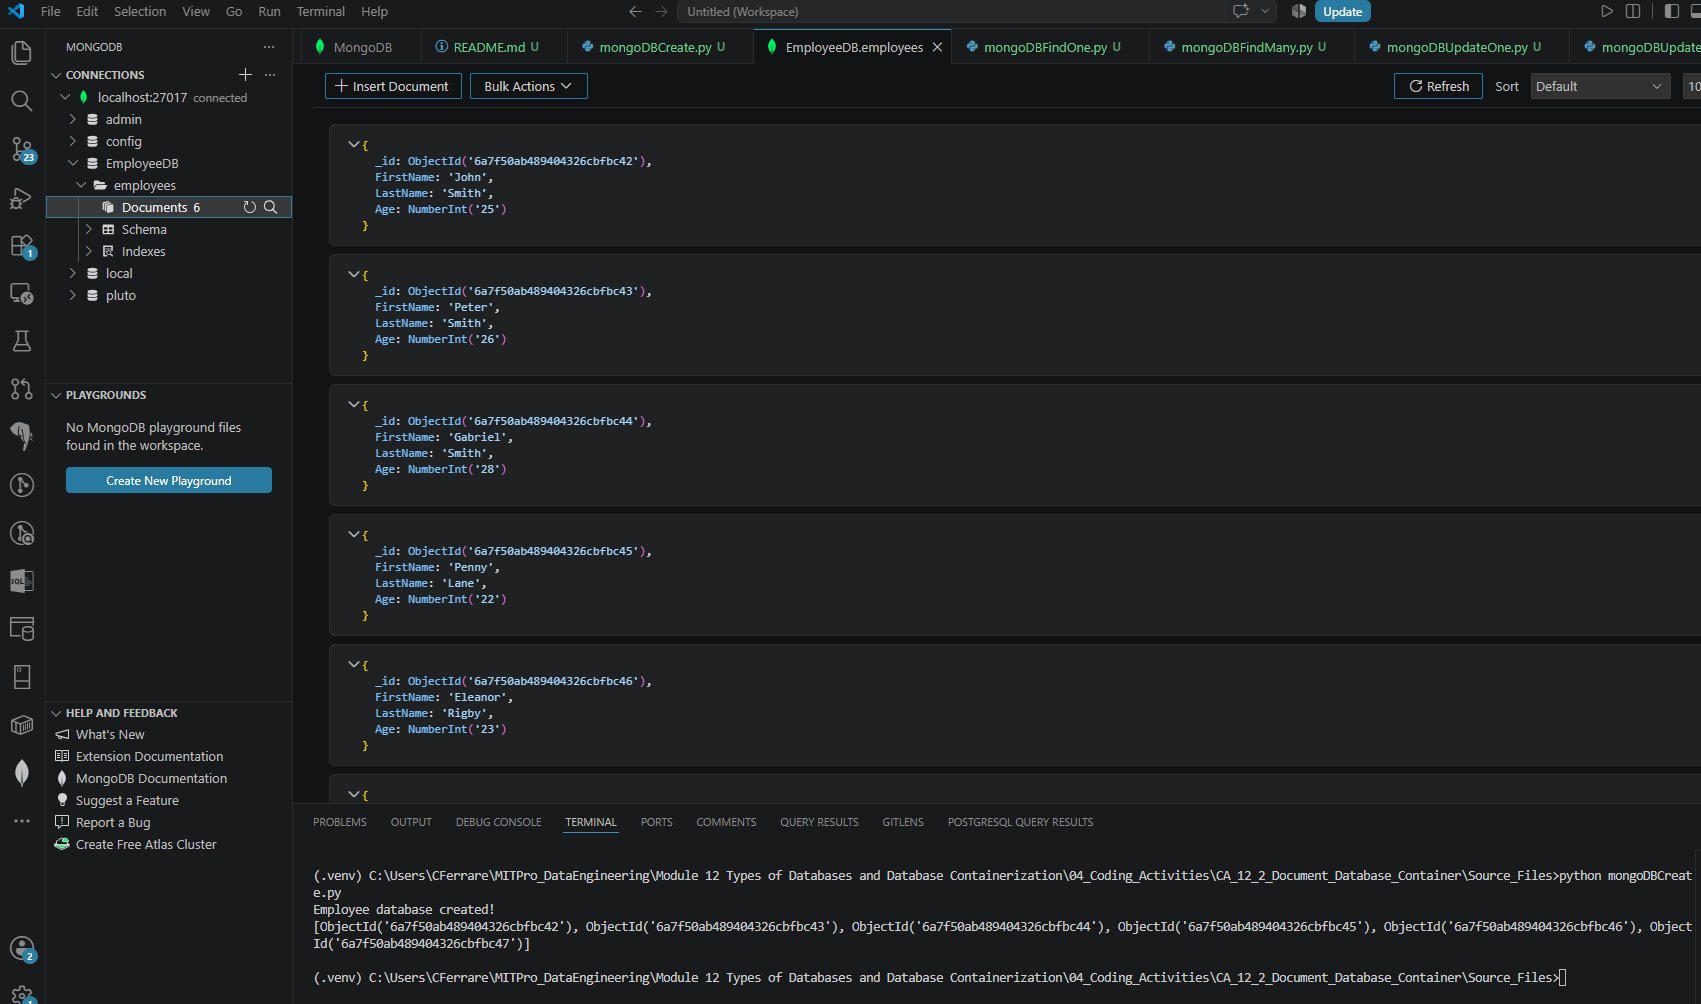 File Edit Selection View Go Run Terminal Help
Untitled (Workspace)
Update
MONGODB
MongoDB
README.md U
mongoDBCreate.py U
EmployeeDB.employees
mongoDBFindOne.py U
mongoDBFindMany.py U
mongoDBUpdateOne.py U
mongoDBUpdate
CONNECTIONS
localhost:27017 connected
admin
config
EmployeeDB
employees
Documents 6
Schema
Indexes
local
pluto
23
1
PLAYGROUNDS
No MongoDB playground files
found in the workspace.
Create New Playground
SQL
HELP AND FEEDBACK
What's New
Extension Documentation
MongoDB Documentation
Suggest a Feature
Report a Bug
Create Free Atlas Cluster
2
1
Insert Document
Bulk Actions
Refresh
Sort
Default
10
{
_id: ObjectId('6a7f50ab489404326cbfbc42'),
FirstName: 'John',
LastName: 'Smith',
Age: NumberInt('25')
}
{
_id: ObjectId('6a7f50ab489404326cbfbc43'),
FirstName: 'Peter',
LastName: 'Smith',
Age: NumberInt('26')
}
{
_id: ObjectId('6a7f50ab489404326cbfbc44'),
FirstName: 'Gabriel',
LastName: 'Smith',
Age: NumberInt('28')
}
{
_id: ObjectId('6a7f50ab489404326cbfbc45'),
FirstName: 'Penny',
LastName: 'Lane',
Age: NumberInt('22')
}
{
_id: ObjectId('6a7f50ab489404326cbfbc46'),
FirstName: 'Eleanor',
LastName: 'Rigby',
Age: NumberInt('23')
}
{
PROBLEMS OUTPUT DEBUG CONSOLE TERMINAL PORTS COMMENTS QUERY RESULTS GITLENS POSTGRESQL QUERY RESULTS
(.venv) C:\Users\CFerrare\MITPro_DataEngineering\Module 12 Types of Databases and Database Containerization\04_Coding_Activities\CA_12_2_Document_Database_Container\Source_Files>python mongoDBCreat
e.py
Employee database created!
[ObjectId('6a7f50ab489404326cbfbc42'), ObjectId('6a7f50ab489404326cbfbc43'), ObjectId('6a7f50ab489404326cbfbc44'), ObjectId('6a7f50ab489404326cbfbc45'), ObjectId('6a7f50ab489404326cbfbc46'), Object
Id('6a7f50ab489404326cbfbc47')]
(.venv) C:\Users\CFerrare\MITPro_DataEngineering\Module 12 Types of Databases and Database Containerization\04_Coding_Activities\CA_12_2_Document_Database_Container\Source_Files>